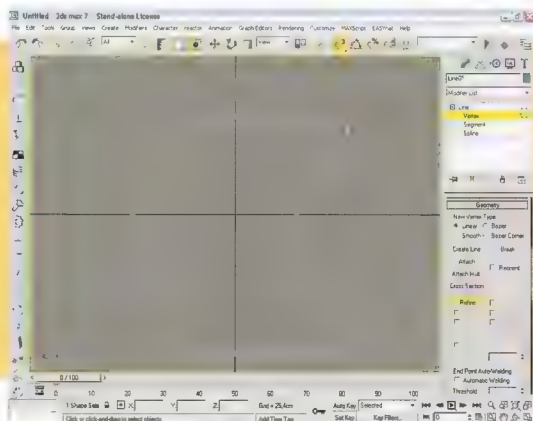 Untitled 3ds max 7 Stand-alone License
File Edit Tools Group Views Create Modifiers Character reactor Animation Graph Editors Rendering Customize MAXScript EASYnat Help
All
View
Line01
Modifier List
Line
Vertex
Segment
Spline
Geometry
New Vertex Type
Linear Bezier
Smooth Bezier Corner
Create Line Break
Attach Reorient
Attach Mult
Cross Section
Refine
End Point Auto-Welding
Automatic Welding
Threshold
0 / 100
0 10 20 30 40 50 60 70 80 90 100
1 Shape Sele X: Y: Z: Grid = 25,4cm Auto Key Selected
Click or click-and-drag to select objects Add Time Tag Set Key Key Filters... 0